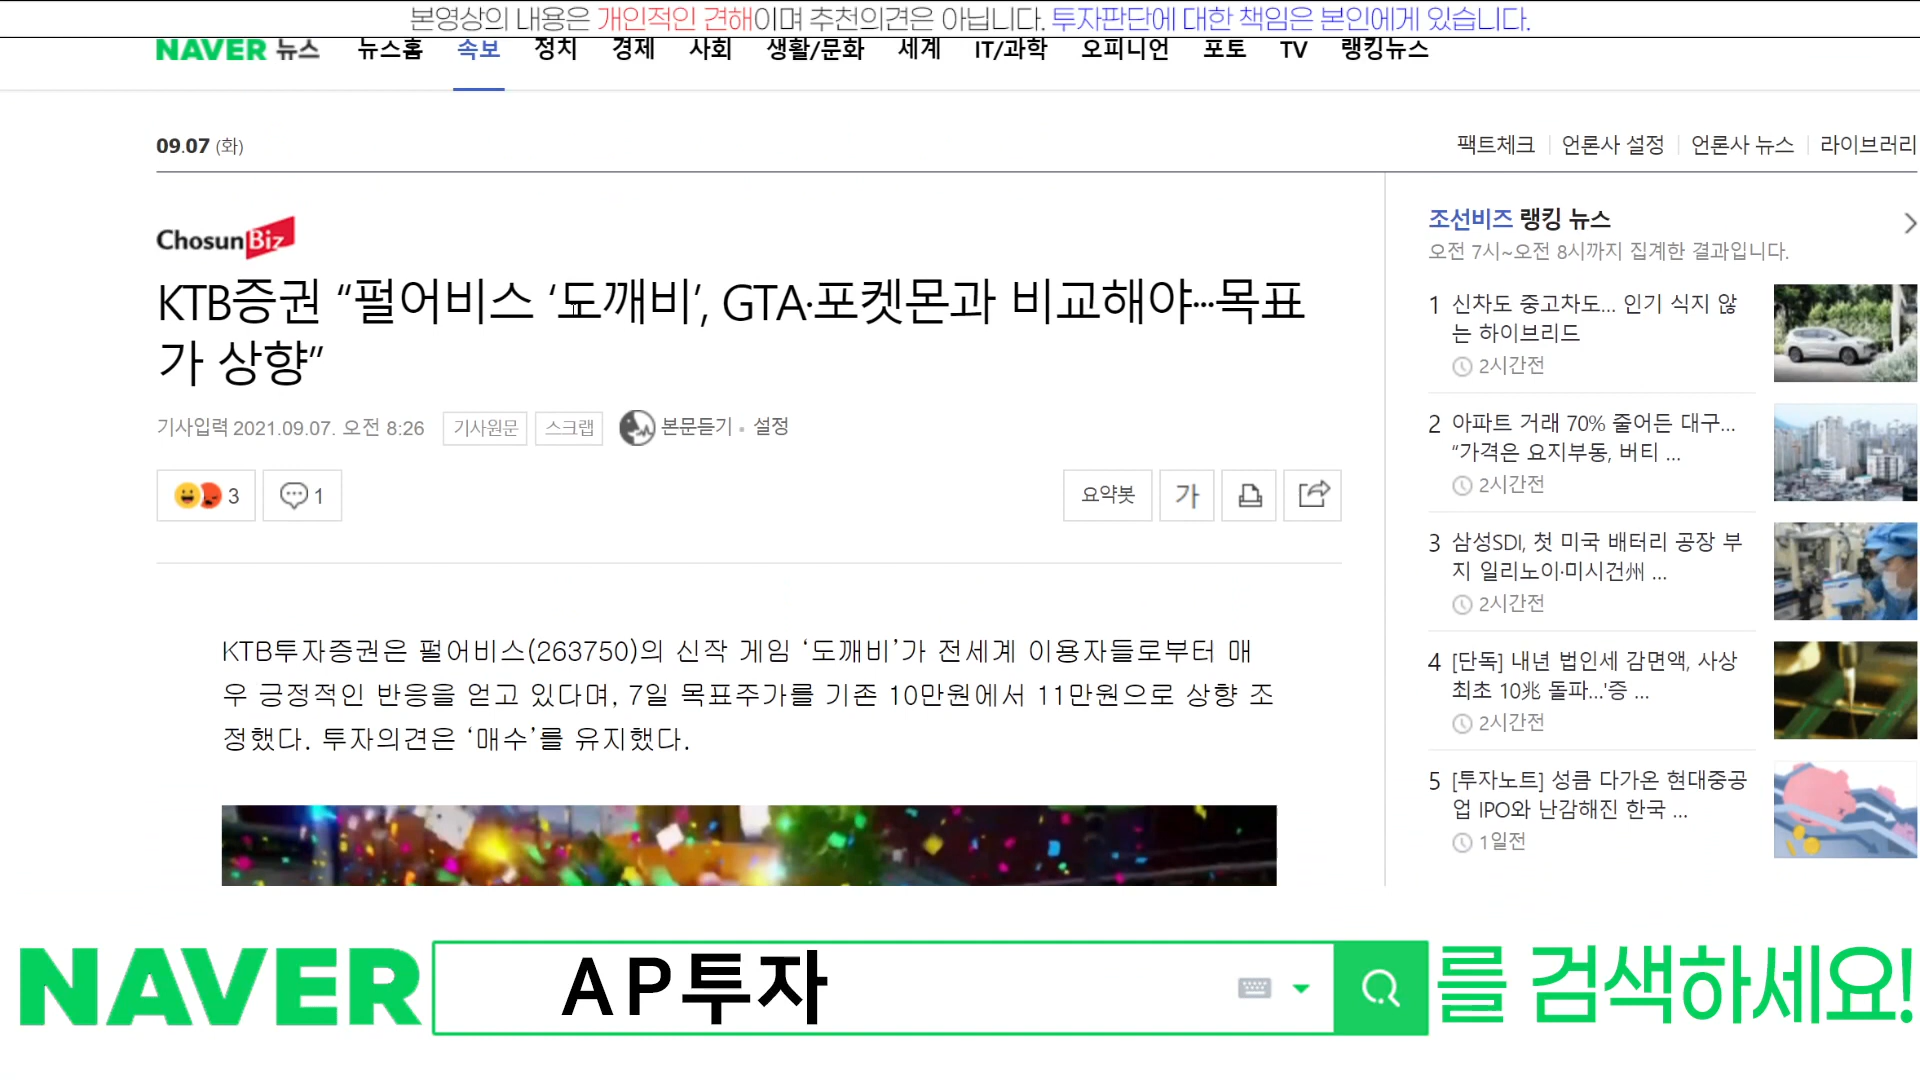 본영상의 내용은 개인적인 견해이며 추천의견은 아닙니다. 투자판단에 대한 책임은 본인에게 있습니다.
NAVER 뉴스 뉴스홈 속보 정치 경제 사회 생활/문화 세계 IT/과학 오피니언 포토 TV 랭킹뉴스
09.07 (화)
팩트체크 언론사 설정 언론사 뉴스 라이브러리
ChosunBiz
KTB증권 “펄어비스 ‘도깨비’, GTA·포켓몬과 비교해야…목표
가 상향”
기사입력 2021.09.07. 오전 8:26 기사원문 스크랩 본문듣기 · 설정
3 1
요약봇 가
KTB투자증권은 펄어비스(263750)의 신작 게임 ‘도깨비’가 전세계 이용자들로부터 매
우 긍정적인 반응을 얻고 있다며, 7일 목표주가를 기존 10만원에서 11만원으로 상향 조
정했다. 투자의견은 ‘매수’를 유지했다.
조선비즈 랭킹 뉴스
오전 7시~오전 8시까지 집계한 결과입니다.
1 신차도 중고차도... 인기 식지 않
는 하이브리드
2시간전
2 아파트 거래 70% 줄어든 대구...
“가격은 요지부동, 버티 ...
2시간전
3 삼성SDI, 첫 미국 배터리 공장 부
지 일리노이·미시건州 ...
2시간전
4 [단독] 내년 법인세 감면액, 사상
최초 10兆 돌파...'증 ...
2시간전
5 [투자노트] 성큼 다가온 현대중공
업 IPO와 난감해진 한국 ...
1일전
NAVER AP투자 를 검색하세요!